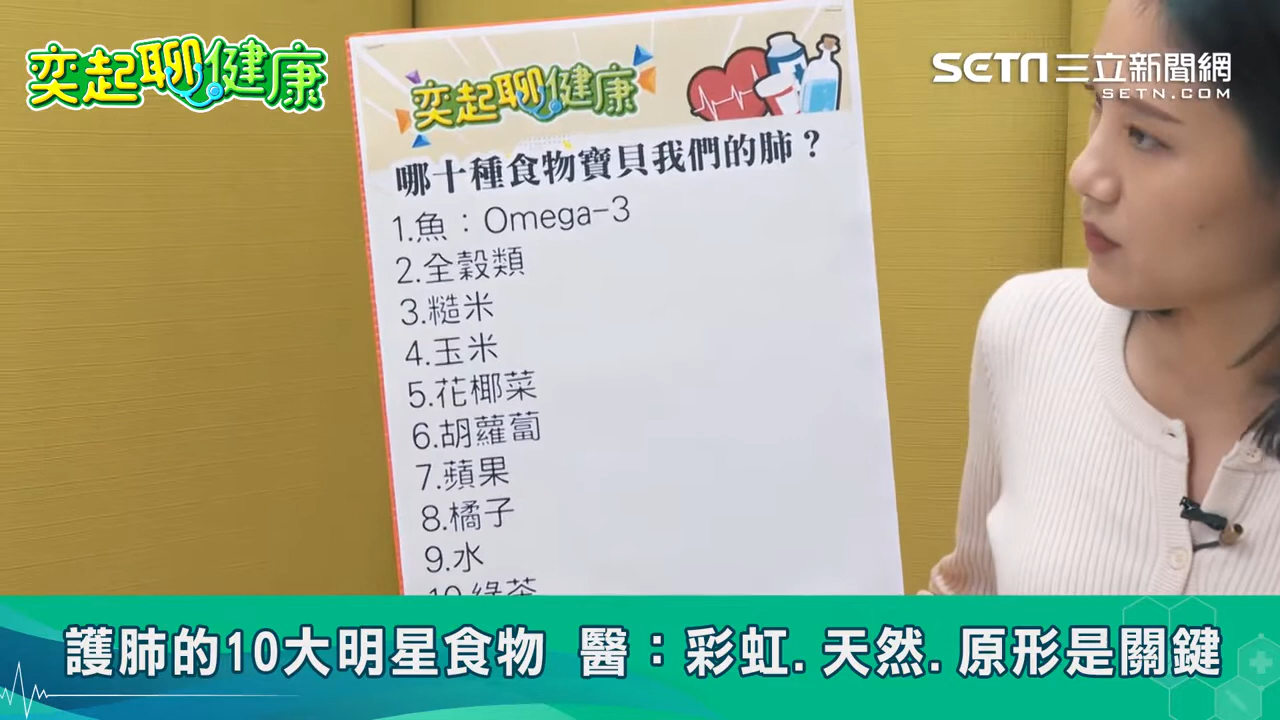 奕起聊健康
SETN三立新聞網
SETN.COM
奕起聊健康
哪十種食物寶貝我們的肺？
1.魚：Omega-3
2.全穀類
3.糙米
4.玉米
5.花椰菜
6.胡蘿蔔
7.蘋果
8.橘子
9.水
10.綠茶
護肺的10大明星食物 醫：彩虹.天然.原形是關鍵